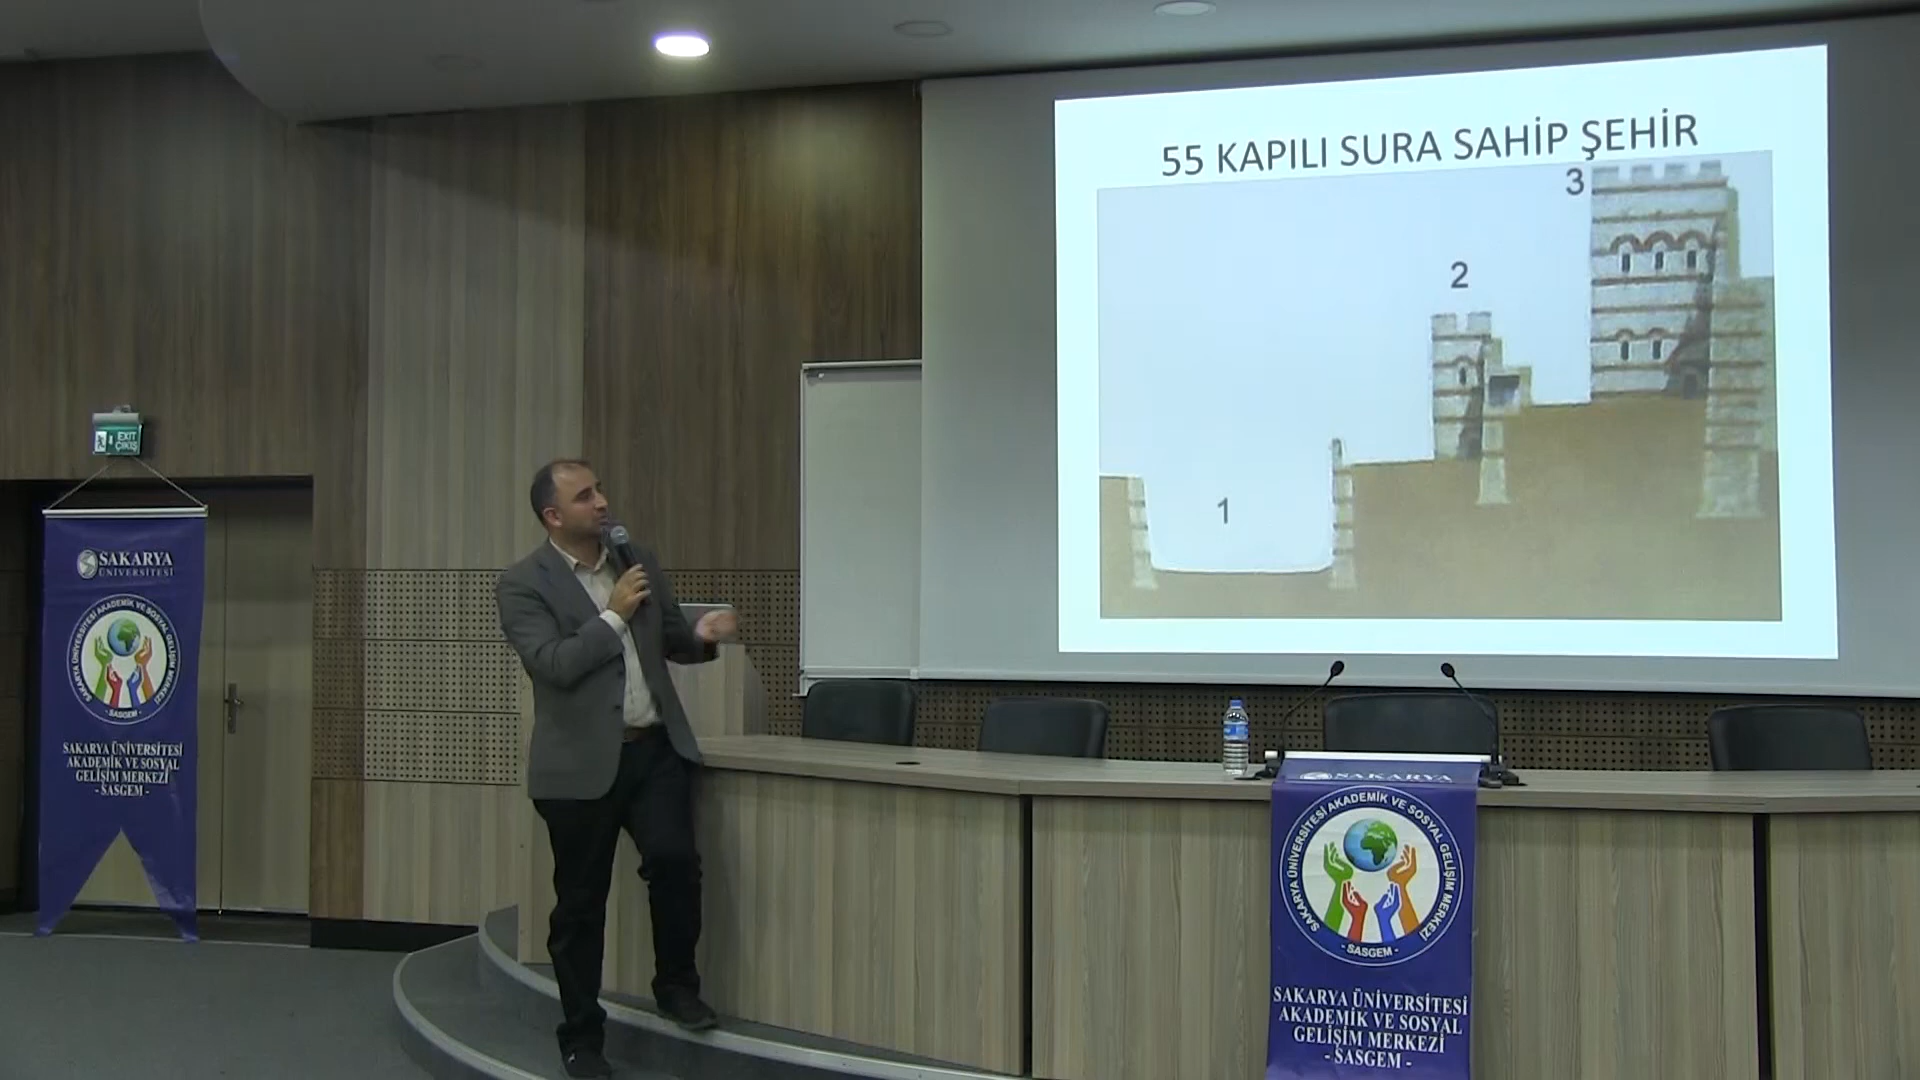 55 KAPILI SURA SAHİP ŞEHİR
3
2
1
EXIT
ÇIKIŞ
SAKARYA
ÜNİVERSİTESİ
SAKARYA ÜNİVERSİTESİ AKADEMİK VE SOSYAL GELİŞİM MERKEZİ
- SASGEM -
SAKARYA ÜNİVERSİTESİ
AKADEMİK VE SOSYAL
GELİŞİM MERKEZİ
- SASGEM -
SAKARYA
SAKARYA ÜNİVERSİTESİ AKADEMİK VE SOSYAL GELİŞİM MERKEZİ
- SASGEM -
SAKARYA ÜNİVERSİTESİ
AKADEMİK VE SOSYAL
GELİŞİM MERKEZİ
- SASGEM -